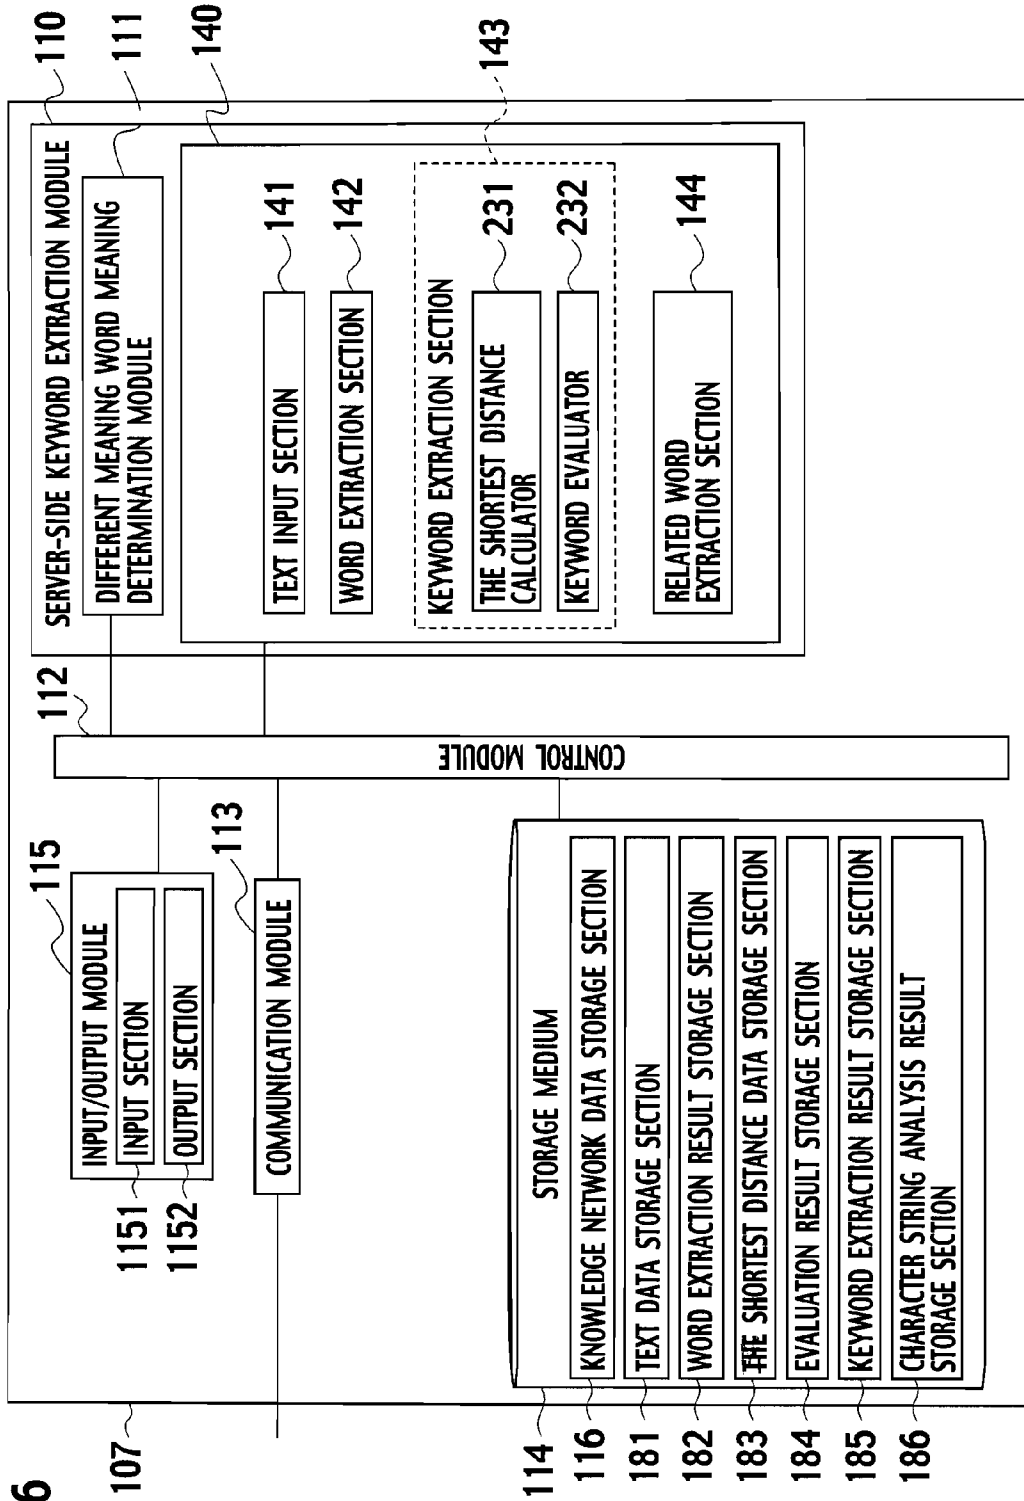 6
107
115
INPUT/OUTPUT MODULE
1151
INPUT SECTION
1152
OUTPUT SECTION
113
COMMUNICATION MODULE
114
STORAGE MEDIUM
116
KNOWLEDGE NETWORK DATA STORAGE SECTION
181
TEXT DATA STORAGE SECTION
182
WORD EXTRACTION RESULT STORAGE SECTION
183
THE SHORTEST DISTANCE DATA STORAGE SECTION
184
EVALUATION RESULT STORAGE SECTION
185
KEYWORD EXTRACTION RESULT STORAGE SECTION
186
CHARACTER STRING ANALYSIS RESULT
STORAGE SECTION
112
CONTROL MODULE
110
SERVER-SIDE KEYWORD EXTRACTION MODULE
111
DIFFERENT MEANING WORD MEANING
DETERMINATION MODULE
140
141
TEXT INPUT SECTION
142
WORD EXTRACTION SECTION
143
KEYWORD EXTRACTION SECTION
231
THE SHORTEST DISTANCE
CALCULATOR
232
KEYWORD EVALUATOR
144
RELATED WORD
EXTRACTION SECTION